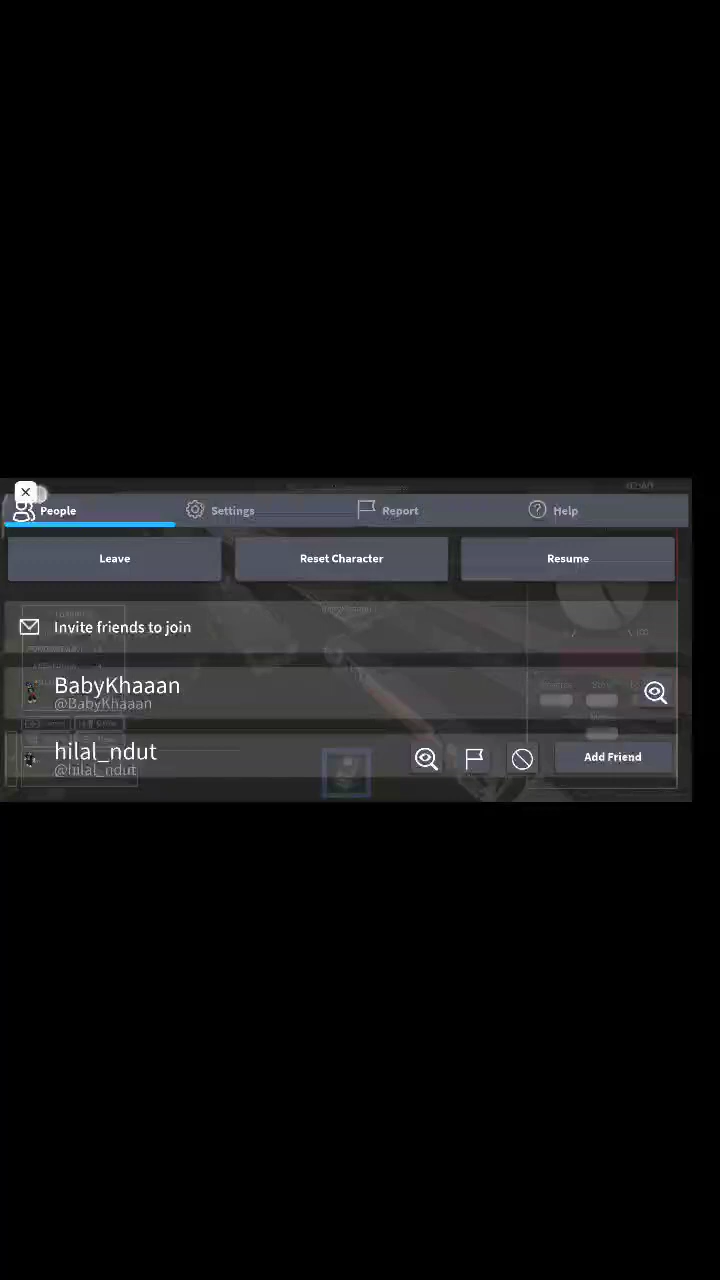 People
Settings
Report
Help
Leave
Reset Character
Resume
Invite friends to join
BabyKhaaan
@BabyKhaaan
hilal_ndut
@hilal_ndut
Add Friend